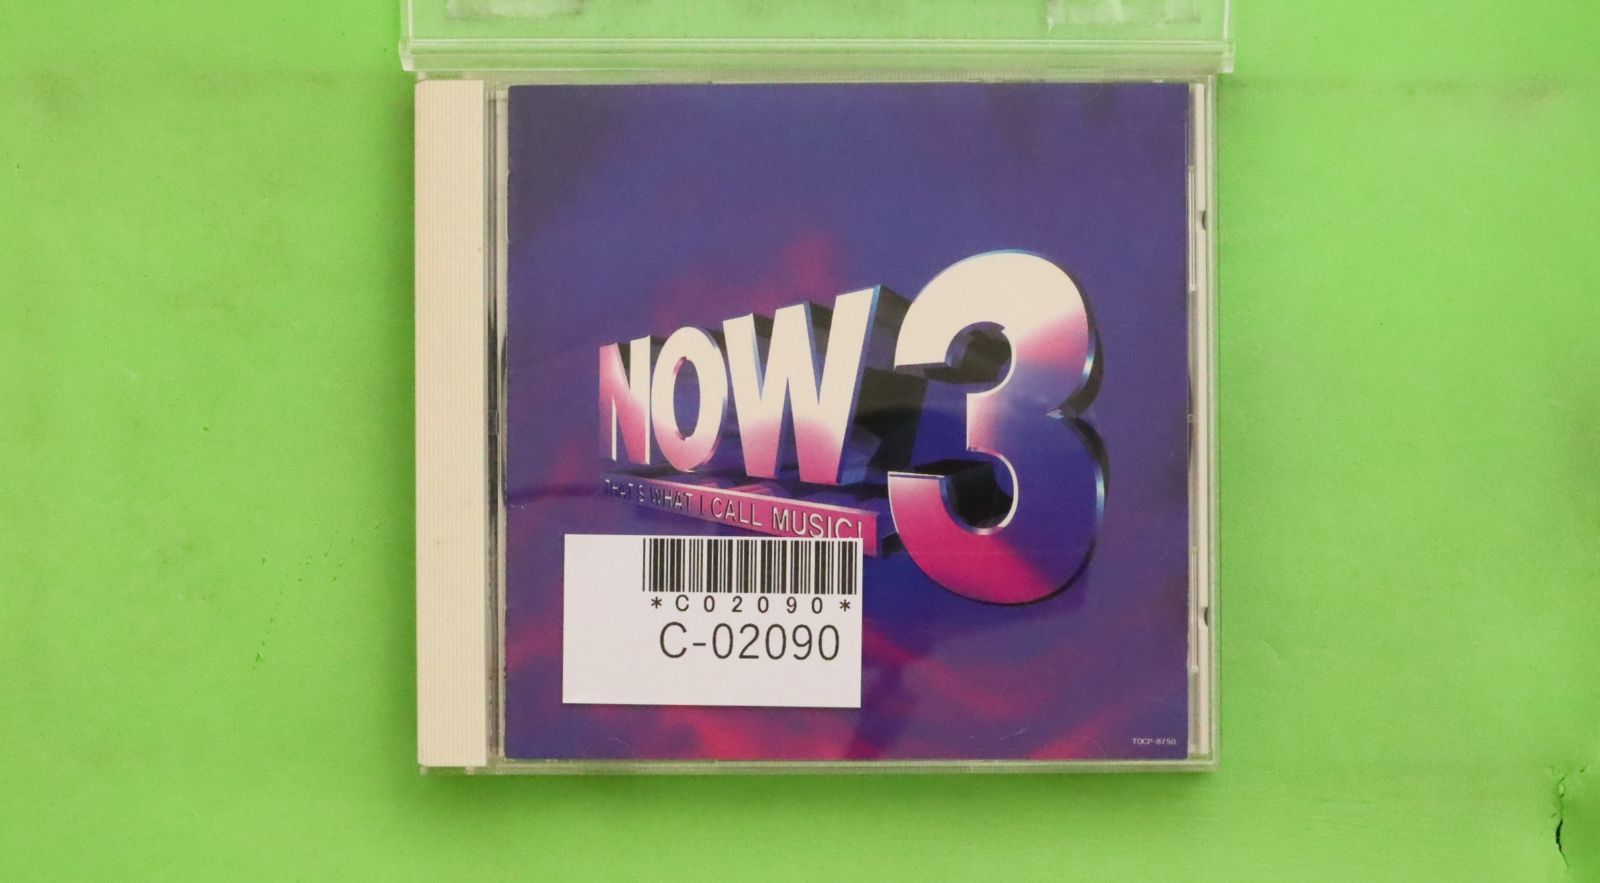 NOW 3
THAT'S WHAT I CALL MUSIC!
*C02090*
C-02090
TOCP-8750